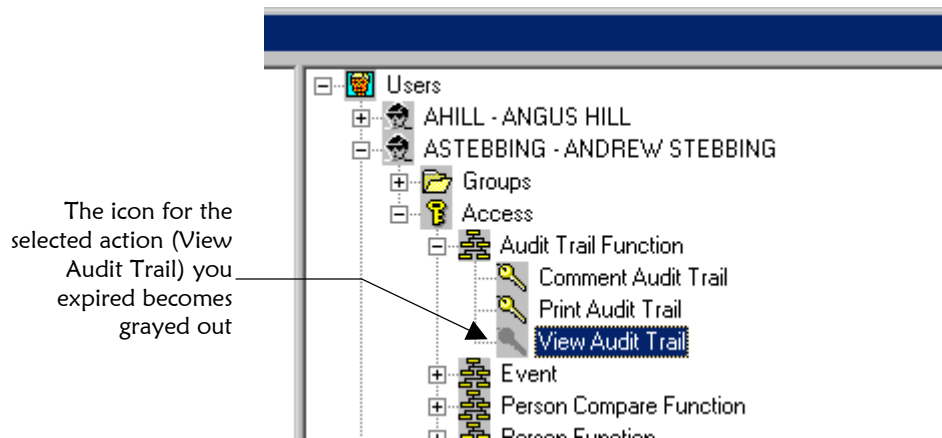 Users
AHILL - ANGUS HILL
ASTEBBING - ANDREW STEBBING
Groups
Access
Audit Trail Function
Comment Audit Trail
Print Audit Trail
View Audit Trail
Event
Person Compare Function
Person Function
The icon for the
selected action (View
Audit Trail) you
expired becomes
grayed out